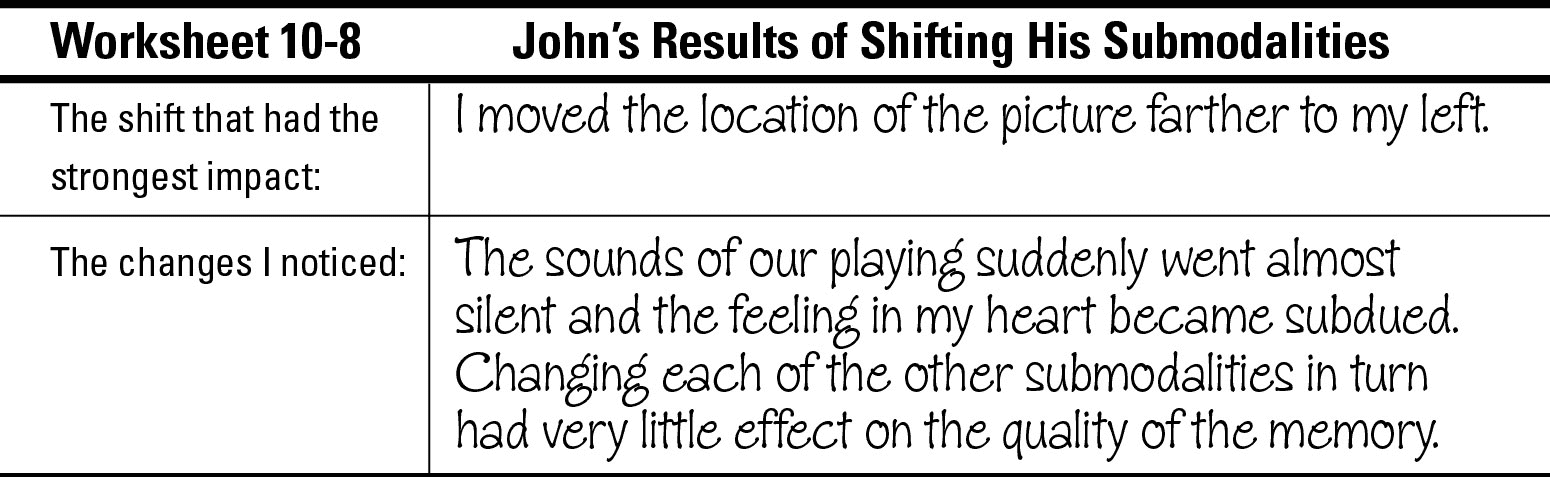 Worksheet 10-8 John's Results of Shifting His Submodalities
The shift that had the
strongest impact:
I moved the location of the picture farther to my left.
The changes I noticed:
The sounds of our playing suddenly went almost
silent and the feeling in my heart became subdued.
Changing each of the other submodalities in turn
had very little effect on the quality of the memory.